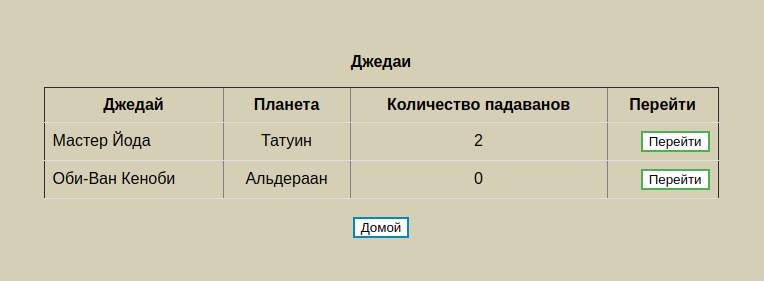 Джедаи
Джедай Планета Количество падаванов Перейти
Мастер Йода Татуин 2 Перейти
Оби-Ван Кеноби Альдераан 0 Перейти
Домой